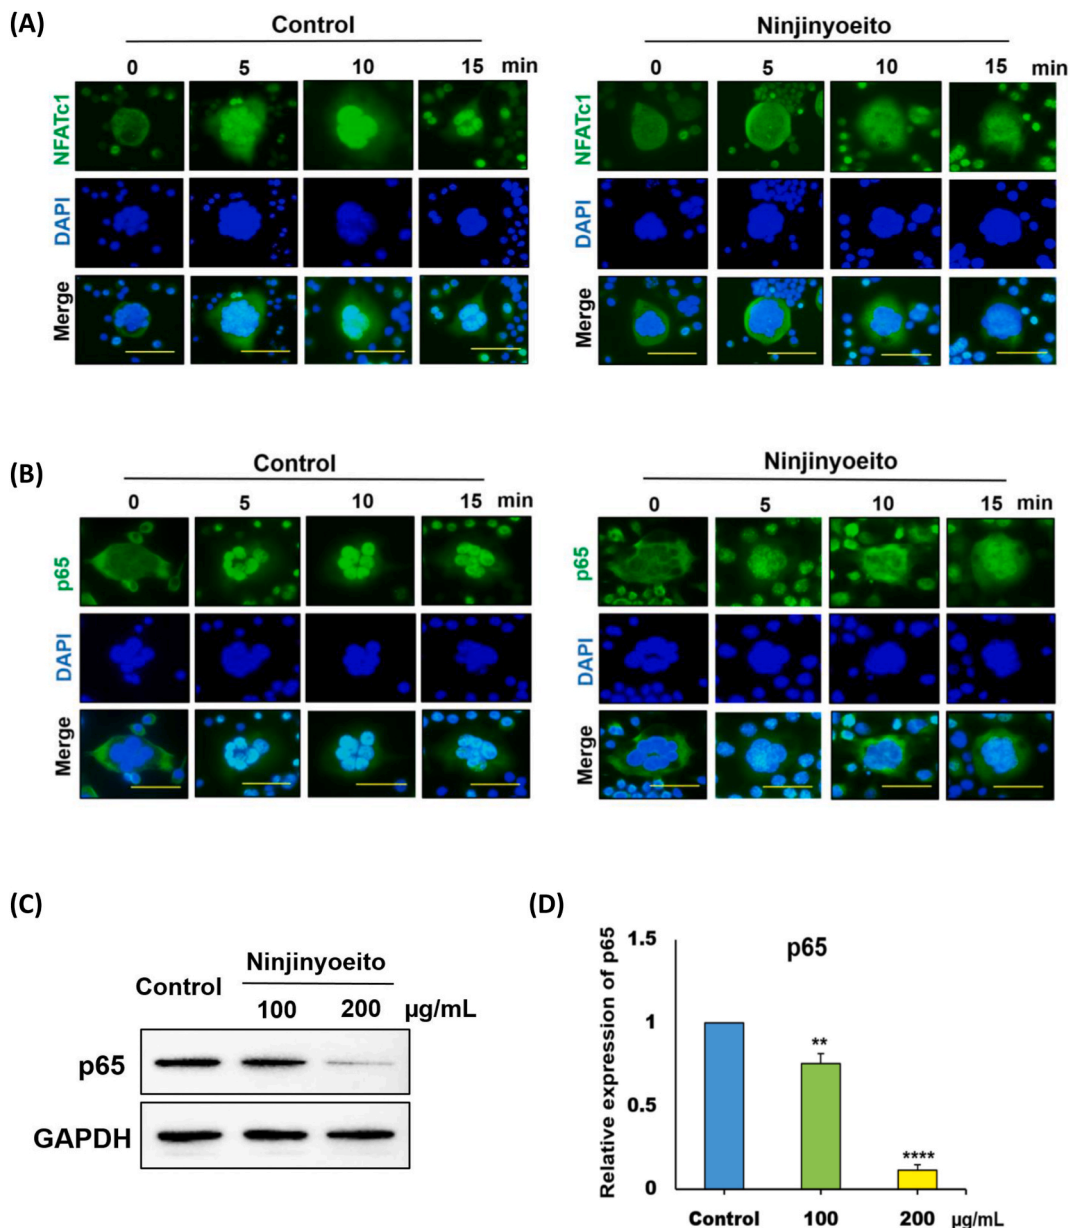 (A)
Control
Ninjinyoeito
0 5 10 15 min
0 5 10 15 min
NFATc1
NFATc1
DAPI
DAPI
Merge
Merge
(B)
Control
Ninjinyoeito
0 5 10 15 min
0 5 10 15 min
p65
p65
DAPI
DAPI
Merge
Merge
(C)
Control
Ninjinyoeito
100 200 µg/mL
p65
GAPDH
(D)
p65
Relative expression of p65
1.5
1
0.5
0
**
****
Control 100 200 µg/mL